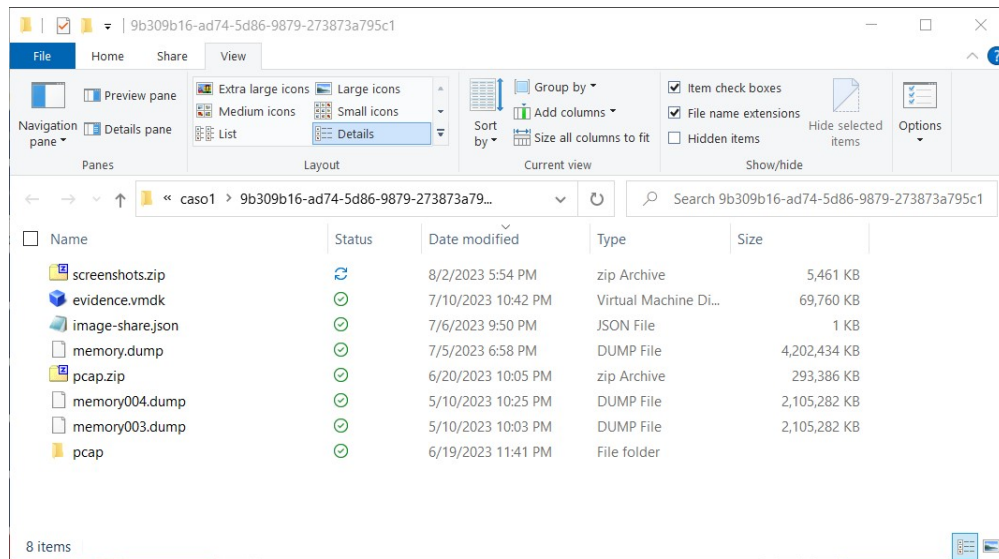 9b309b16-ad74-5d86-9879-273873a795c1
File Home Share View
Navigation pane
Preview pane
Details pane
Panes
Extra large icons Large icons
Medium icons Small icons
List Details
Layout
Sort by
Group by
Add columns
Size all columns to fit
Current view
Item check boxes
File name extensions
Hidden items
Hide selected items
Show/hide
Options
« caso1 > 9b309b16-ad74-5d86-9879-273873a79...
Search 9b309b16-ad74-5d86-9879-273873a795c1
Name Status Date modified Type Size
screenshots.zip 8/2/2023 5:54 PM zip Archive 5,461 KB
evidence.vmdk 7/10/2023 10:42 PM Virtual Machine Di... 69,760 KB
image-share.json 7/6/2023 9:50 PM JSON File 1 KB
memory.dump 7/5/2023 6:58 PM DUMP File 4,202,434 KB
pcap.zip 6/20/2023 10:05 PM zip Archive 293,386 KB
memory004.dump 5/10/2023 10:25 PM DUMP File 2,105,282 KB
memory003.dump 5/10/2023 10:03 PM DUMP File 2,105,282 KB
pcap 6/19/2023 11:41 PM File folder
8 items